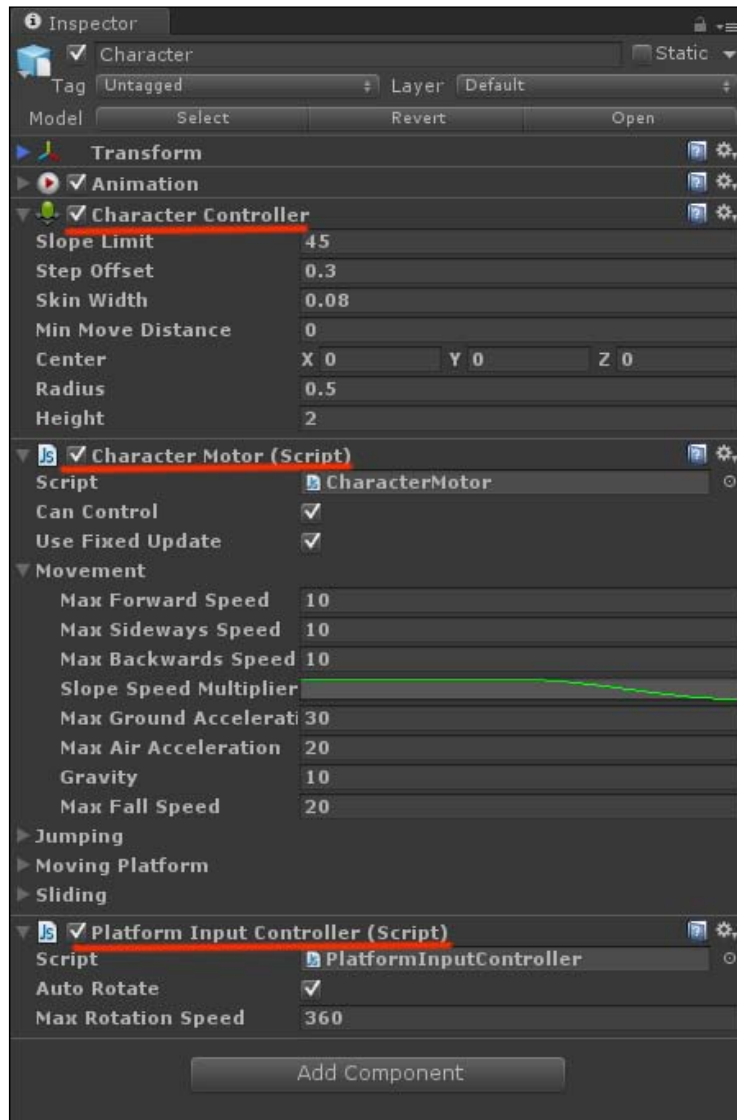 Inspector
Character Static
Tag Untagged Layer Default
Model Select Revert Open
Transform
Animation
Character Controller
Slope Limit 45
Step Offset 0.3
Skin Width 0.08
Min Move Distance 0
Center X 0 Y 0 Z 0
Radius 0.5
Height 2
Js Character Motor (Script)
Script Js CharacterMotor
Can Control
Use Fixed Update
Movement
Max Forward Speed 10
Max Sideways Speed 10
Max Backwards Speed 10
Slope Speed Multiplier
Max Ground Accelerati 30
Max Air Acceleration 20
Gravity 10
Max Fall Speed 20
Jumping
Moving Platform
Sliding
Js Platform Input Controller (Script)
Script Js PlatformInputController
Auto Rotate
Max Rotation Speed 360
Add Component